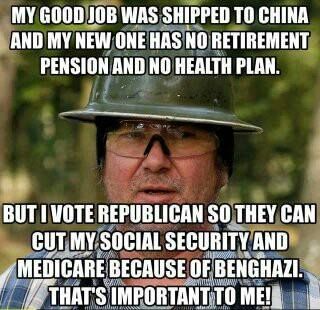 MY GOOD JOB WAS SHIPPED TO CHINA
AND MY NEW ONE HAS NO RETIREMENT
PENSION AND NO HEALTH PLAN.
BUT I VOTE REPUBLICAN SO THEY CAN
CUT MY SOCIAL SECURITY AND
MEDICARE BECAUSE OF BENGHAZI.
THAT'S IMPORTANT TO ME!